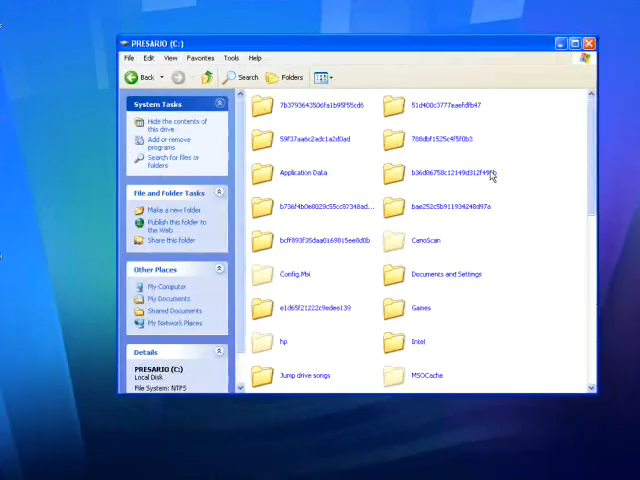 PRESARIO (C:)
File Edit View Favorites Tools Help
Back Search Folders
System Tasks
Hide the contents of
this drive
Add or remove
programs
Search for files or
folders
File and Folder Tasks
Make a new folder
Publish this folder to
the Web
Share this folder
Other Places
My Computer
My Documents
Shared Documents
My Network Places
Details
PRESARIO (C:)
Local Disk
File System: NTFS
Application Data
CanoScan
Config.Msi
Documents and Settings
Games
hp
Intel
Jump drive songs
MSOCache